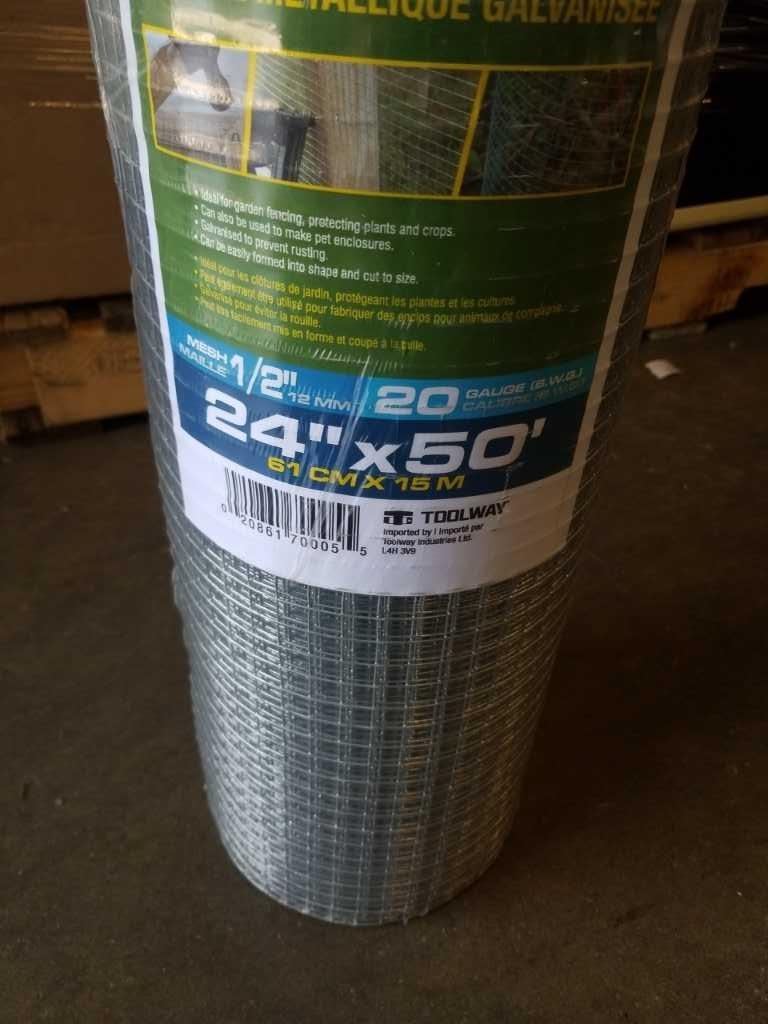 MÉTALLIQUE GALVANISÉE
• Ideal for garden fencing, protecting plants and crops.
• Can also be used to make pet enclosures.
• Galvanised to prevent rusting.
• Can be easily formed into shape and cut to size.
• Idéal pour les clôtures de jardin, protégeant les plantes et les cultures.
• Peut également être utilisé pour fabriquer des enclos pour animaux de compagnie.
• Galvanisé pour éviter la rouille.
• Peut être facilement mis en forme et coupé à la taille.
MESH 1/2" 20 GAUGE (S.W.G.)
MAILLE 12 MM CALIBRE (S.W.G.)
24" x 50'
61 CM X 15 M
TOOLWAY
Imported by / Importé par
Toolway Industries Ltd.
L4H 3V9
0 20861 70005 5